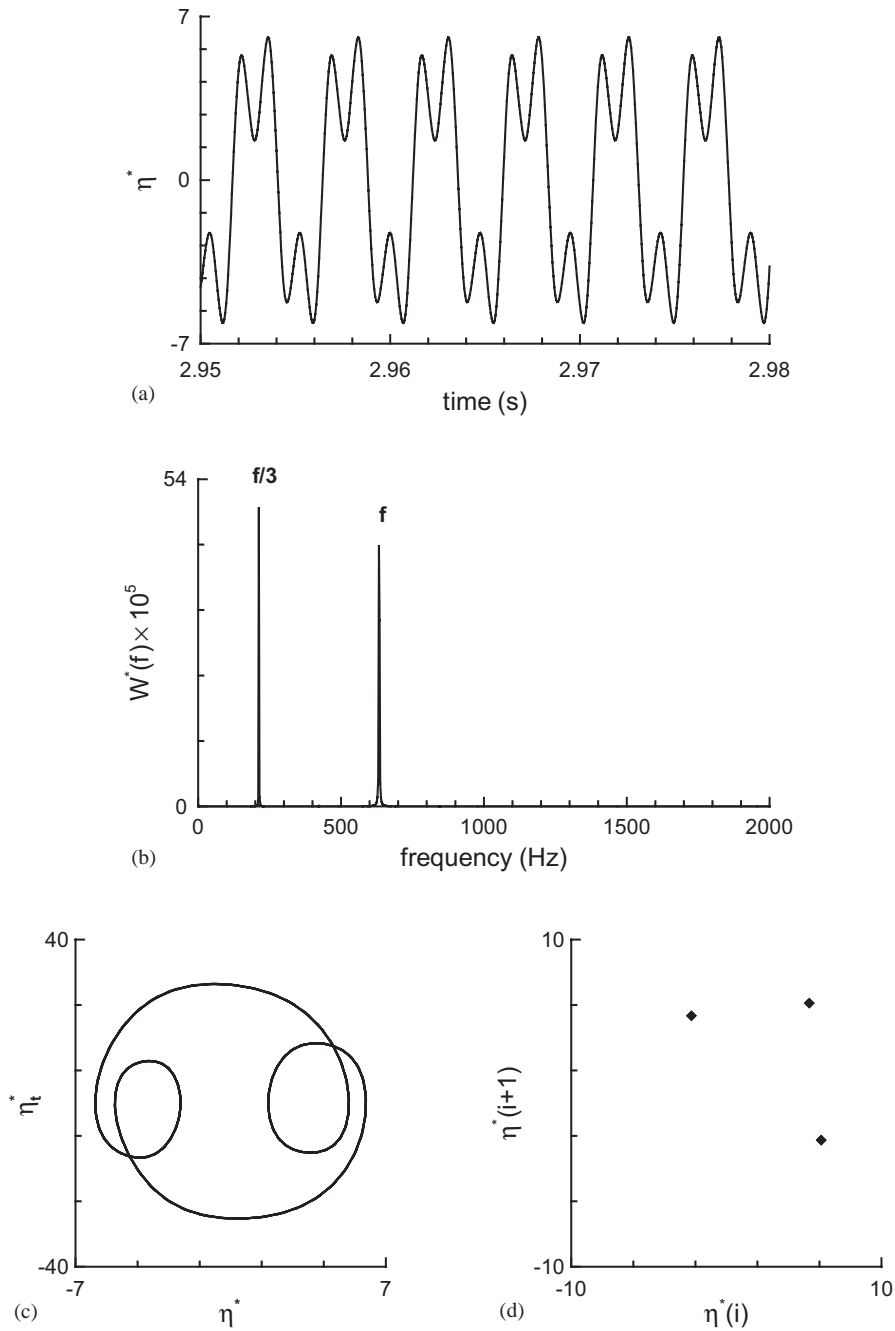 7
η*
0
-7
2.95 2.96 2.97 2.98
(a)
time (s)
54
f/3
f
W*(f) × 10⁵
0
0 500 1000 1500 2000
(b)
frequency (Hz)
40
η*t
-40
-7 7
(c)
η*
10
η*(i+1)
-10
-10 10
(d)
η*(i)